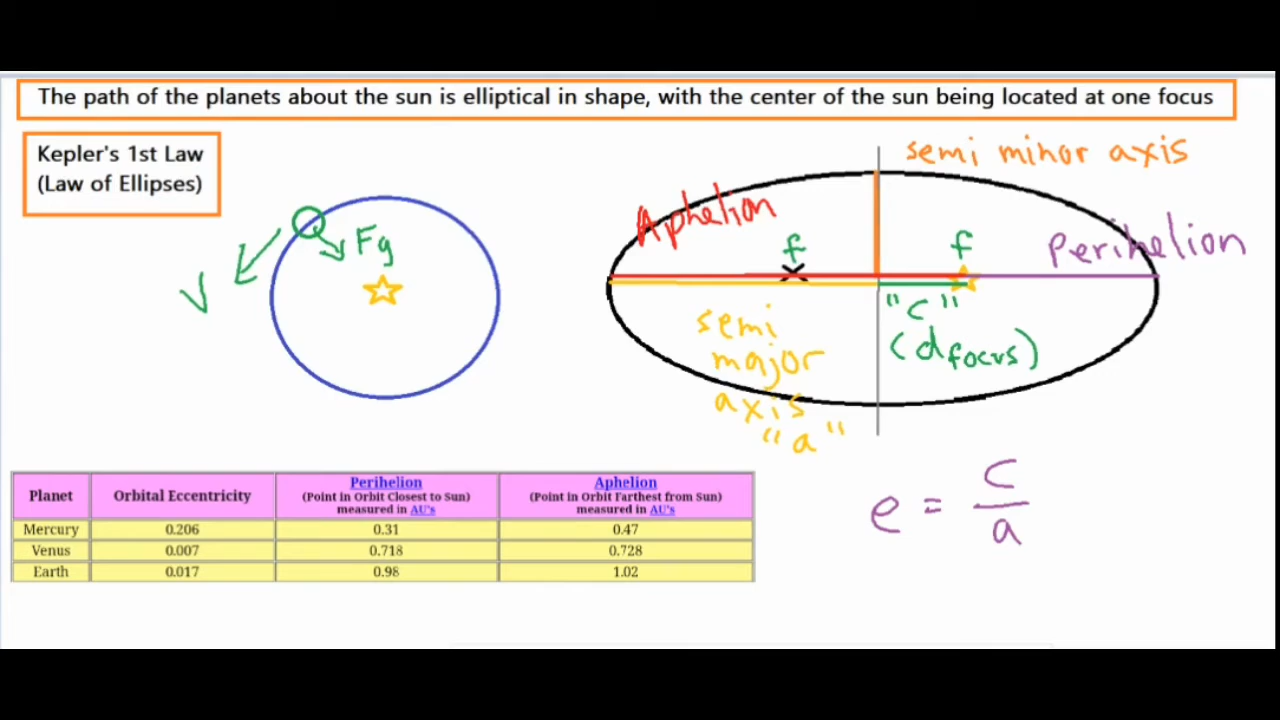 The path of the planets about the sun is elliptical in shape, with the center of the sun being located at one focus
Kepler's 1st Law
(Law of Ellipses)
semi minor axis
Aphelion
Perihelion
Fg
V
f
f
"c"
(dfocus)
semi
major
axis
"a"
e = c/a
Planet Orbital Eccentricity Perihelion (Point in Orbit Closest to Sun) measured in AU's Aphelion (Point in Orbit Farthest from Sun) measured in AU's
Mercury 0.206 0.31 0.47
Venus 0.007 0.718 0.728
Earth 0.017 0.98 1.02